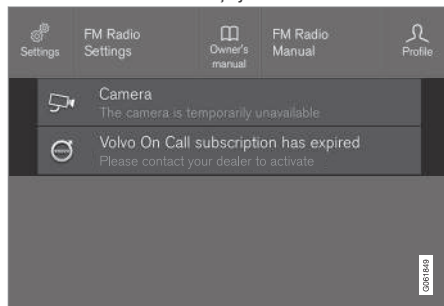 Settings
FM Radio
Settings
Owner's
manual
FM Radio
Manual
Profile
Camera
The camera is temporarily unavailable
Volvo On Call subscription has expired
Please contact your dealer to activate
G061849